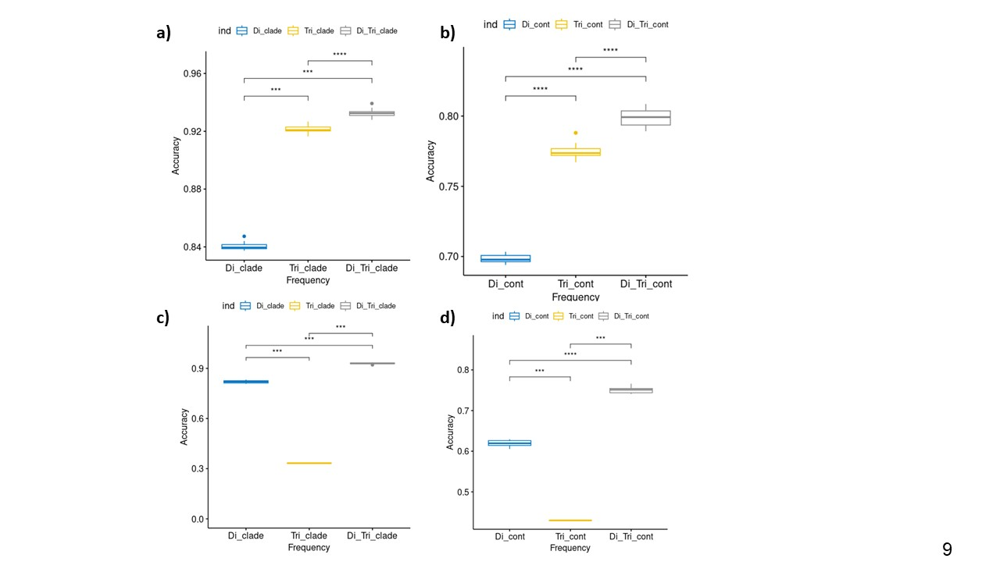 a)
ind Di_clade Tri_clade Di_Tri_clade
****
***
***
0.96
0.92
0.88
0.84
Accuracy
Di_clade Tri_clade Di_Tri_clade
Frequency
b)
ind Di_cont Tri_cont Di_Tri_cont
****
****
****
0.80
0.75
0.70
Accuracy
Di_cont Tri_cont Di_Tri_cont
Frequency
c)
ind Di_clade Tri_clade Di_Tri_clade
***
***
***
0.9
0.6
0.3
0.0
Accuracy
Di_clade Tri_clade Di_Tri_clade
Frequency
d)
ind Di_cont Tri_cont Di_Tri_cont
***
****
***
0.8
0.7
0.6
0.5
Accuracy
Di_cont Tri_cont Di_Tri_cont
Frequency
9